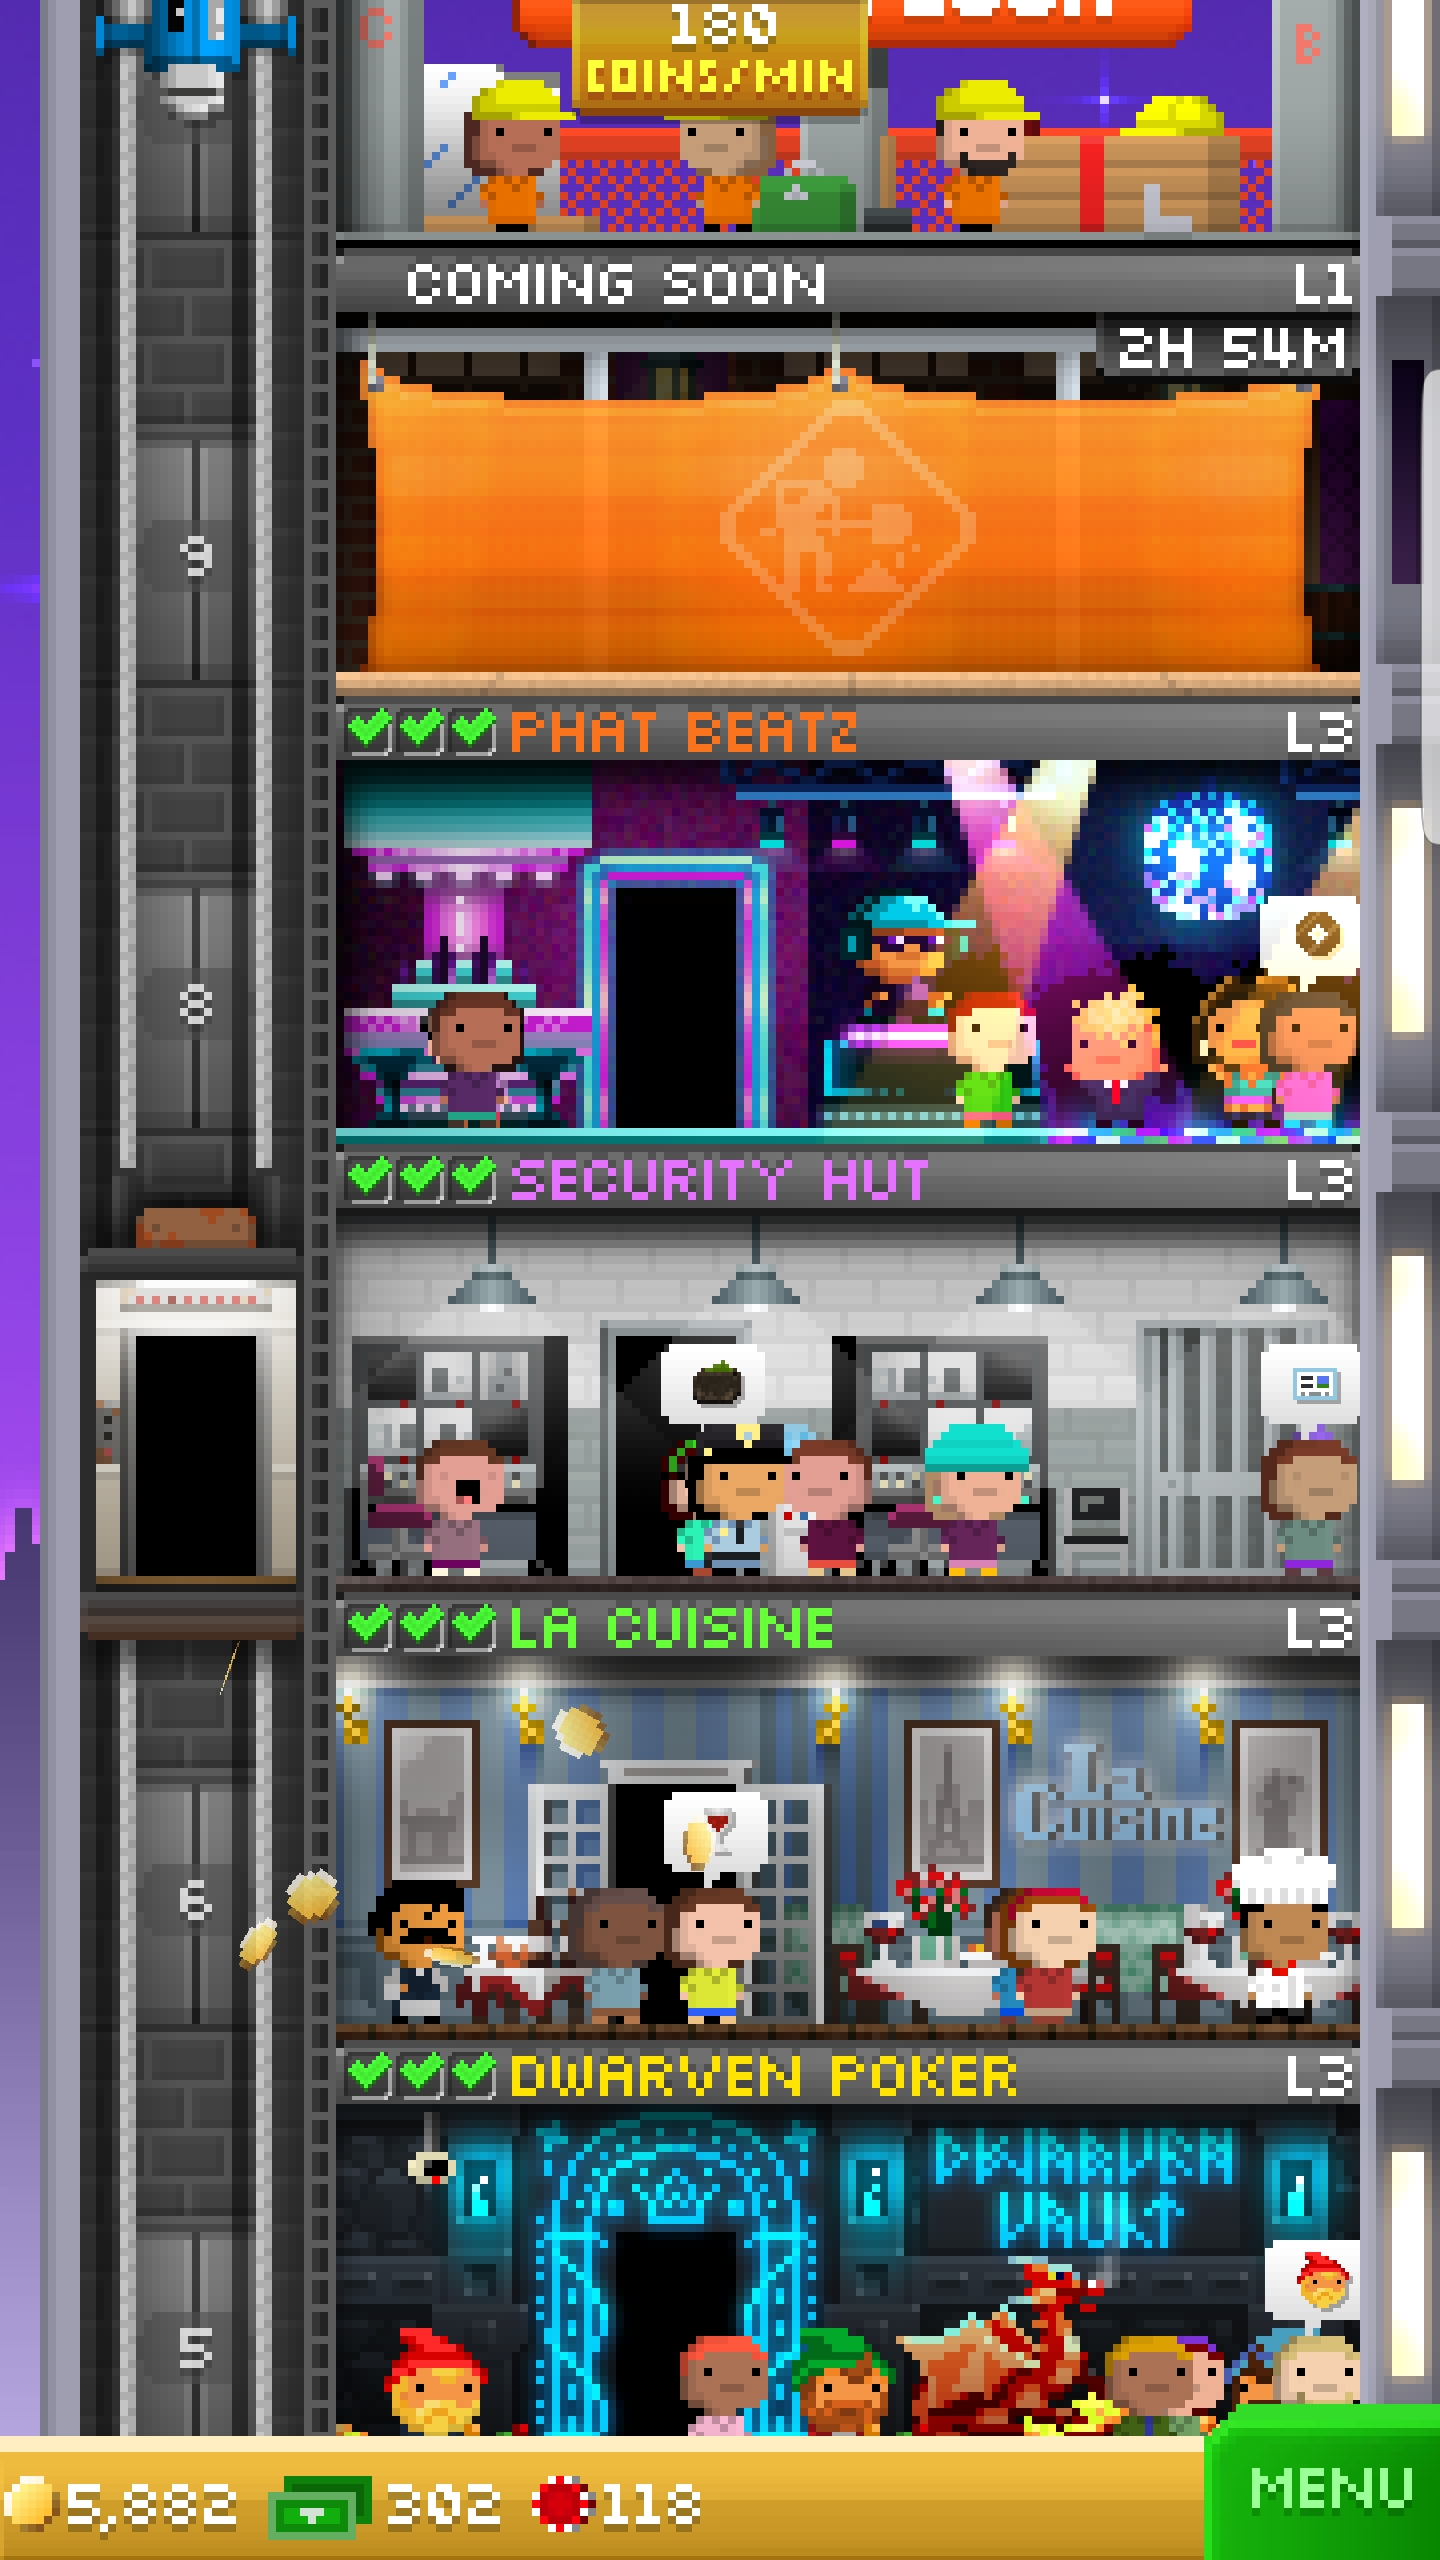 C
B
180
COINS/MIN
COMING SOON L1
2H 54M
9
PHAT BEATZ L3
8
SECURITY HUT L3
LA CUISINE L3
La
Cuisine
6
DWARVEN POKER L3
DWARVEN
VAULT
5
5,882 302 118
MENU